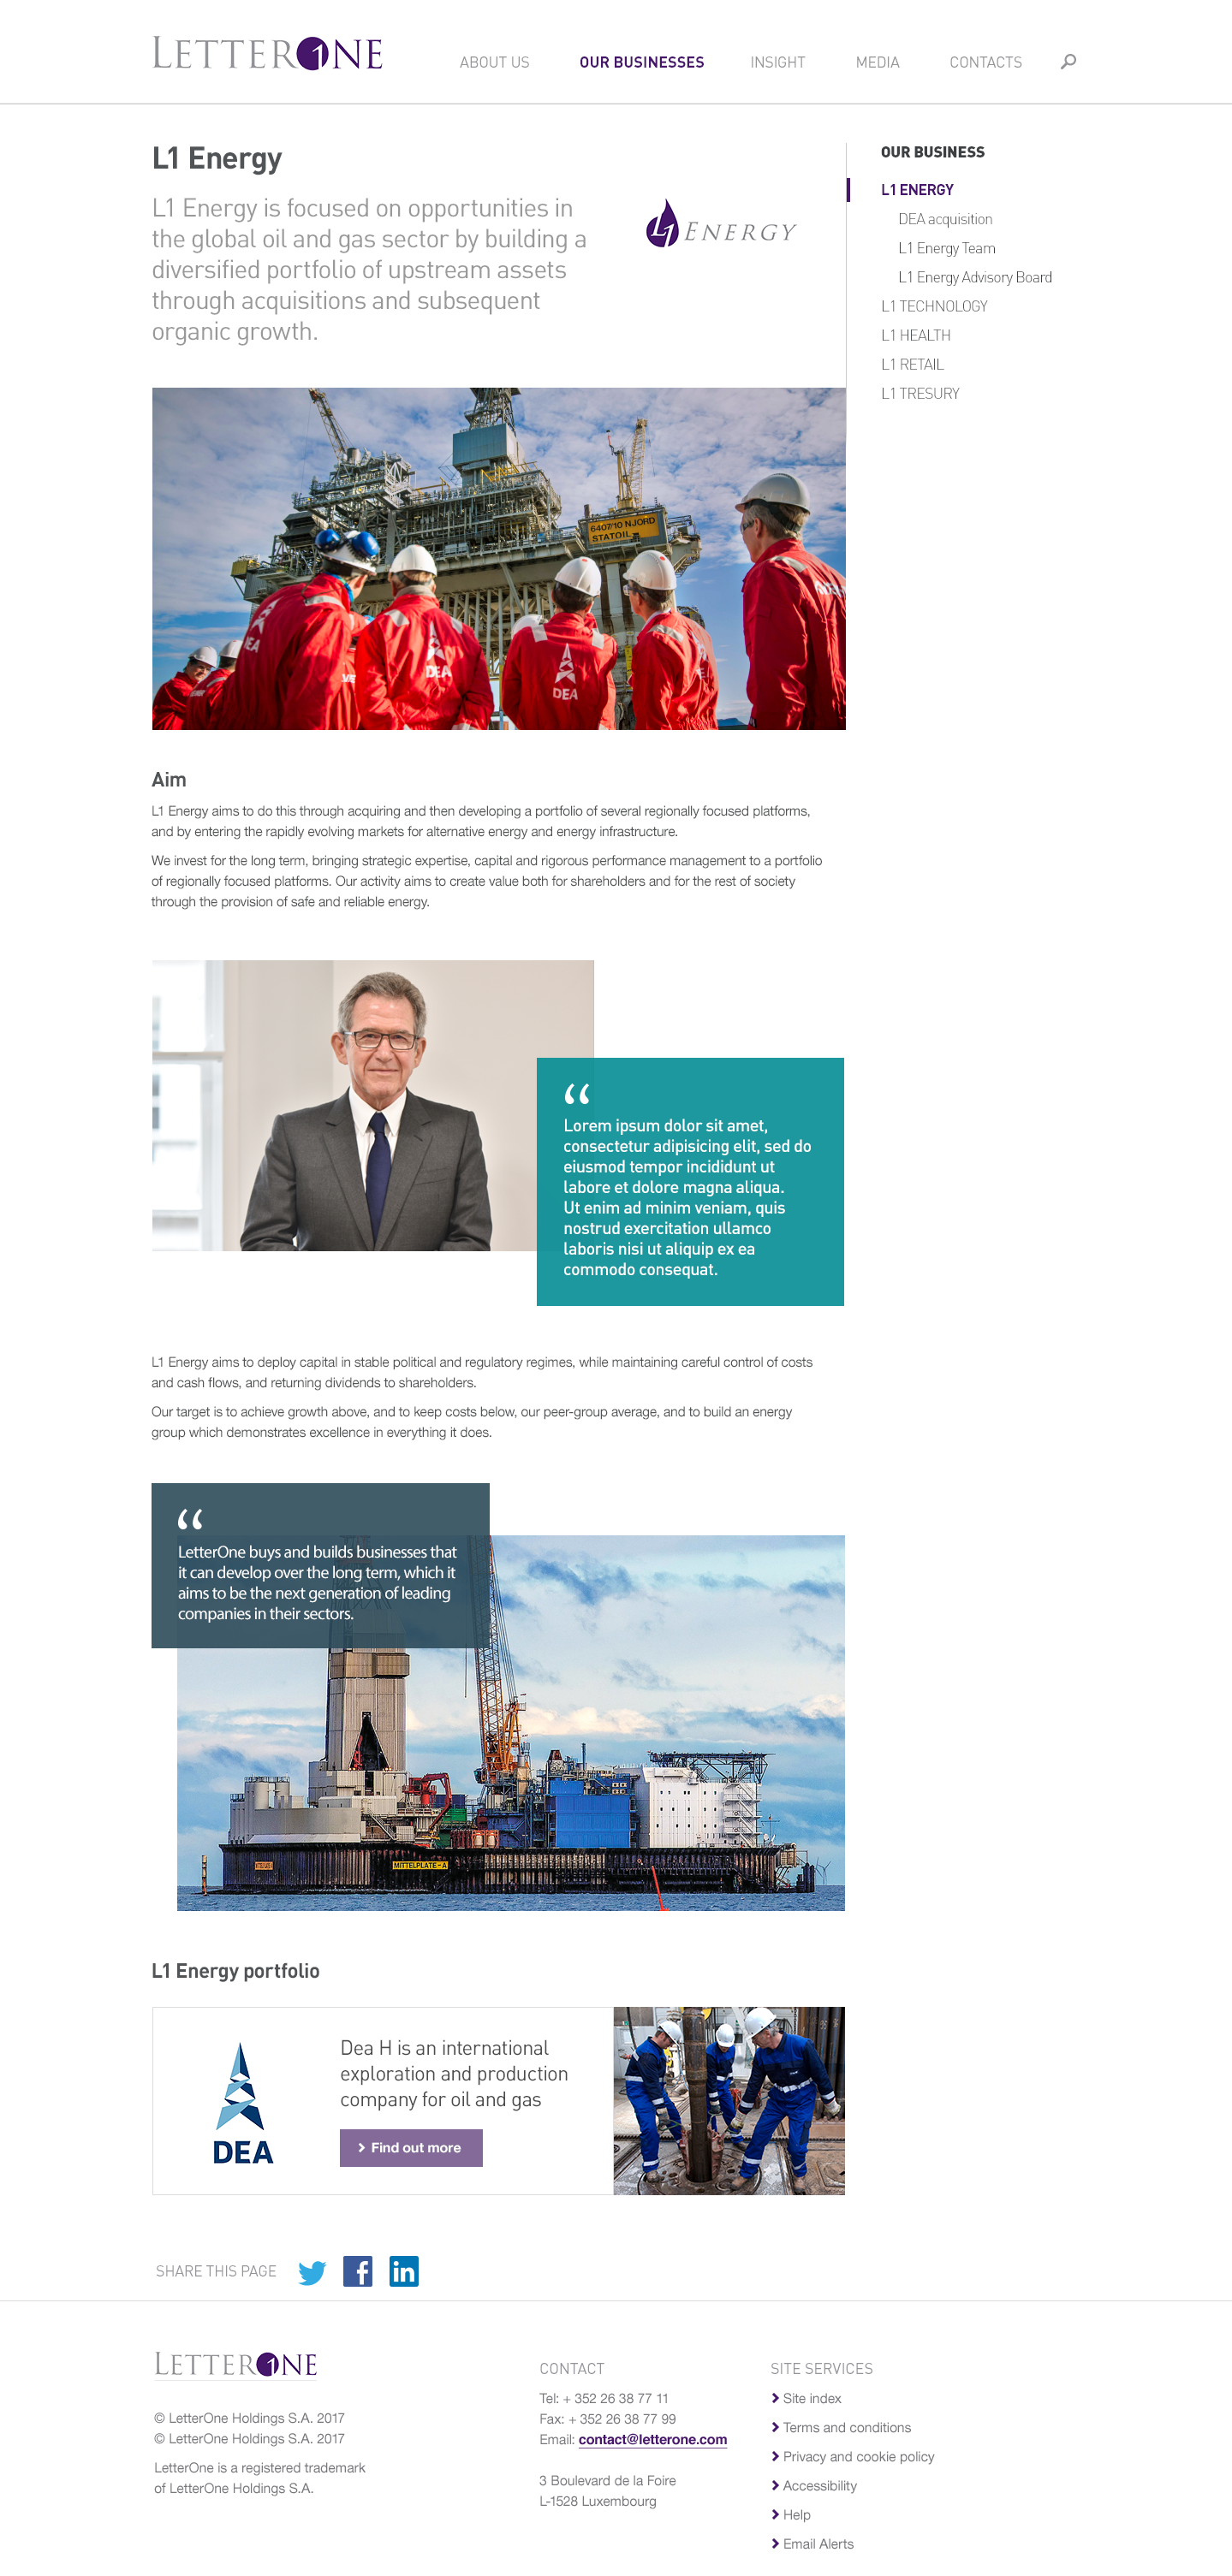 LETTERONE
ABOUT US
OUR BUSINESSES
INSIGHT
MEDIA
CONTACTS
L1 Energy
L1 Energy is focused on opportunities in
the global oil and gas sector by building a
diversified portfolio of upstream assets
through acquisitions and subsequent
organic growth.
L1 ENERGY
OUR BUSINESS
L1 ENERGY
DEA acquisition
L1 Energy Team
L1 Energy Advisory Board
L1 TECHNOLOGY
L1 HEALTH
L1 RETAIL
L1 TRESURY
6407/10 NJORD
STATOIL
DEA
DEA
DEA
Aim
L1 Energy aims to do this through acquiring and then developing a portfolio of several regionally focused platforms,
and by entering the rapidly evolving markets for alternative energy and energy infrastructure.
We invest for the long term, bringing strategic expertise, capital and rigorous performance management to a portfolio
of regionally focused platforms. Our activity aims to create value both for shareholders and for the rest of society
through the provision of safe and reliable energy.
“
Lorem ipsum dolor sit amet,
consectetur adipisicing elit, sed do
eiusmod tempor incididunt ut
labore et dolore magna aliqua.
Ut enim ad minim veniam, quis
nostrud exercitation ullamco
laboris nisi ut aliquip ex ea
commodo consequat.
L1 Energy aims to deploy capital in stable political and regulatory regimes, while maintaining careful control of costs
and cash flows, and returning dividends to shareholders.
Our target is to achieve growth above, and to keep costs below, our peer-group average, and to build an energy
group which demonstrates excellence in everything it does.
“
LetterOne buys and builds businesses that
it can develop over the long term, which it
aims to be the next generation of leading
companies in their sectors.
MITTELPLATE-A
L1 Energy portfolio
DEA
Dea H is an international
exploration and production
company for oil and gas
Find out more
SHARE THIS PAGE
LETTERONE
© LetterOne Holdings S.A. 2017
© LetterOne Holdings S.A. 2017
LetterOne is a registered trademark
of LetterOne Holdings S.A.
CONTACT
Tel: + 352 26 38 77 11
Fax: + 352 26 38 77 99
Email: contact@letterone.com
3 Boulevard de la Foire
L-1528 Luxembourg
SITE SERVICES
Site index
Terms and conditions
Privacy and cookie policy
Accessibility
Help
Email Alerts